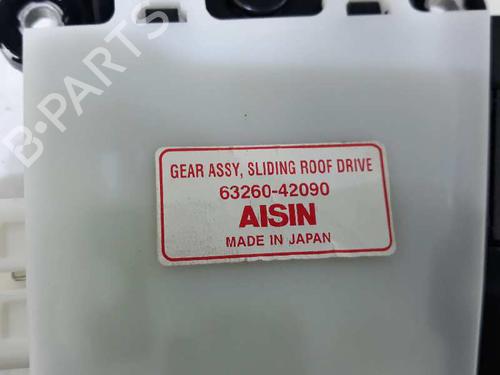 B-PARTS
GEAR ASSY, SLIDING ROOF DRIVE
63260-42090
AISIN
MADE IN JAPAN